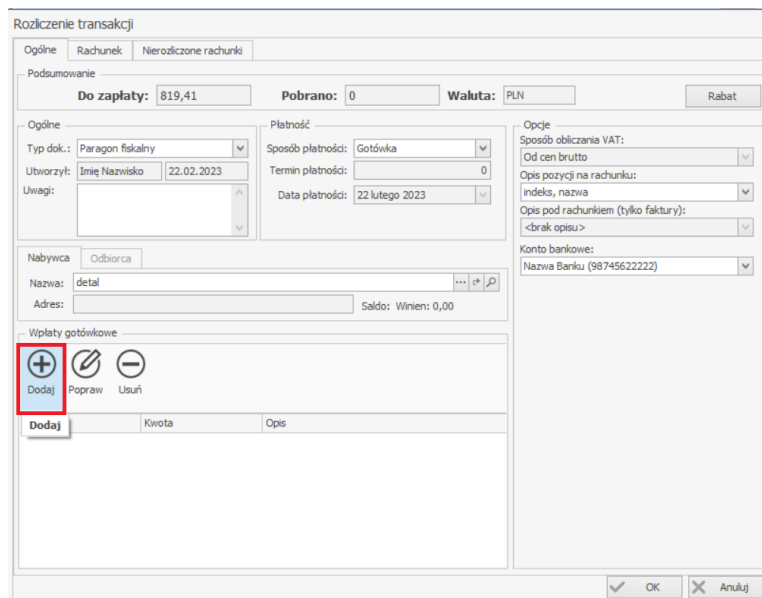 Rozliczenie transakcji
Ogólne Rachunek Nierozliczone rachunki
Podsumowanie
Do zapłaty: 819,41 Pobrano: 0 Waluta: PLN Rabat
Ogólne
Typ dok.: Paragon fiskalny
Utworzył: Imię Nazwisko 22.02.2023
Uwagi:
Płatność
Sposób płatności: Gotówka
Termin płatności: 0
Data płatności: 22 lutego 2023
Opcje
Sposób obliczania VAT:
Od cen brutto
Opis pozycji na rachunku:
indeks, nazwa
Opis pod rachunkiem (tylko faktury):
<brak opisu>
Konto bankowe:
Nazwa Banku (98745622222)
Nabywca Odbiorca
Nazwa: detal
Adres: Saldo: Winien: 0,00
Wpłaty gotówkowe
Dodaj Popraw Usuń
Dodaj Kwota Opis
OK Anuluj